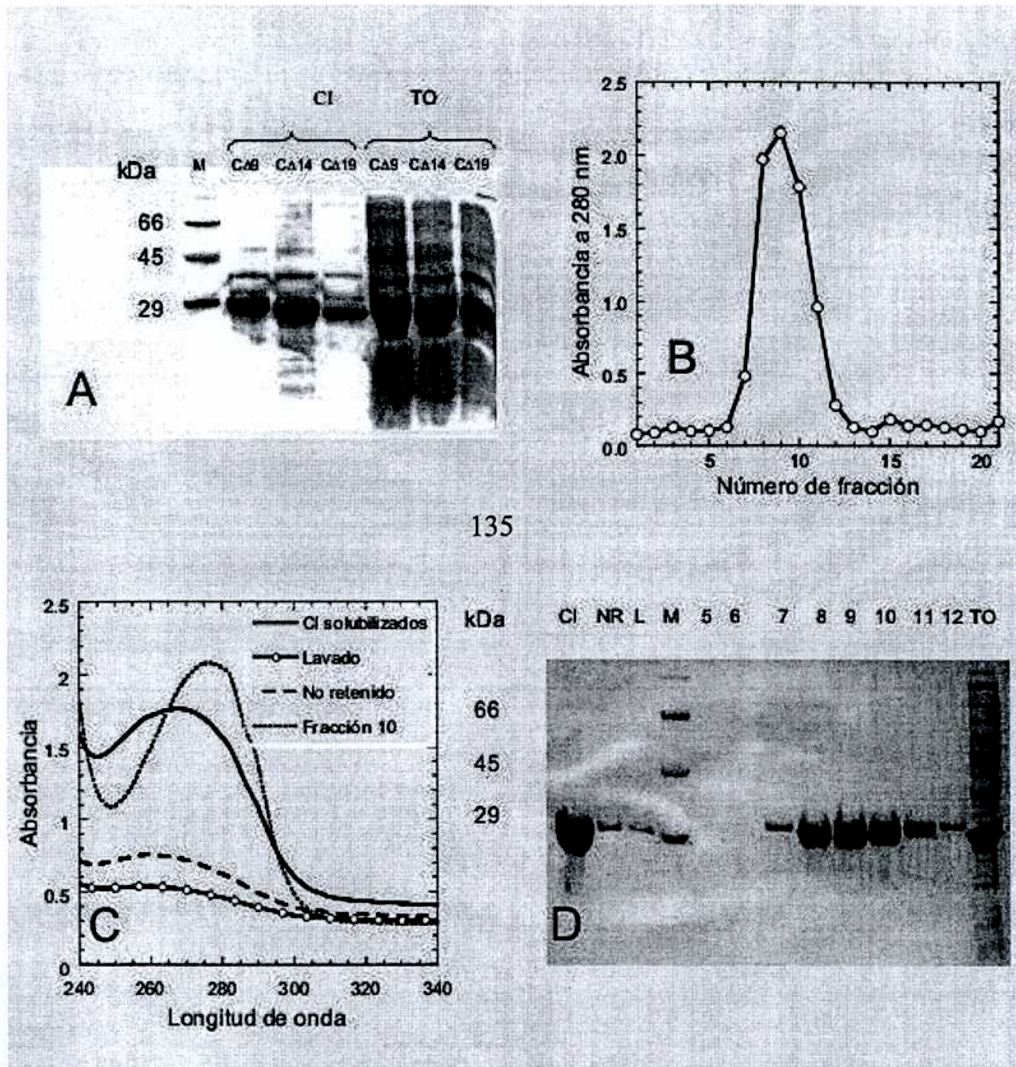 CI TO
kDa M CΔ9 CΔ14 CΔ19 CΔ9 CΔ14 CΔ19
66
45
29
A
2.5
2.0
1.5
1.0
0.5
0.0
Absorbancia a 280 nm
B
5 10 15 20
Número de fracción
135
2.5
2
1.5
1
0.5
0
Absorbancia
CI solubilizados
Lavado
No retenido
Fracción 10
C
240 260 280 300 320 340
Longitud de onda
kDa CI NR L M 5 6 7 8 9 10 11 12 TO
66
45
29
D